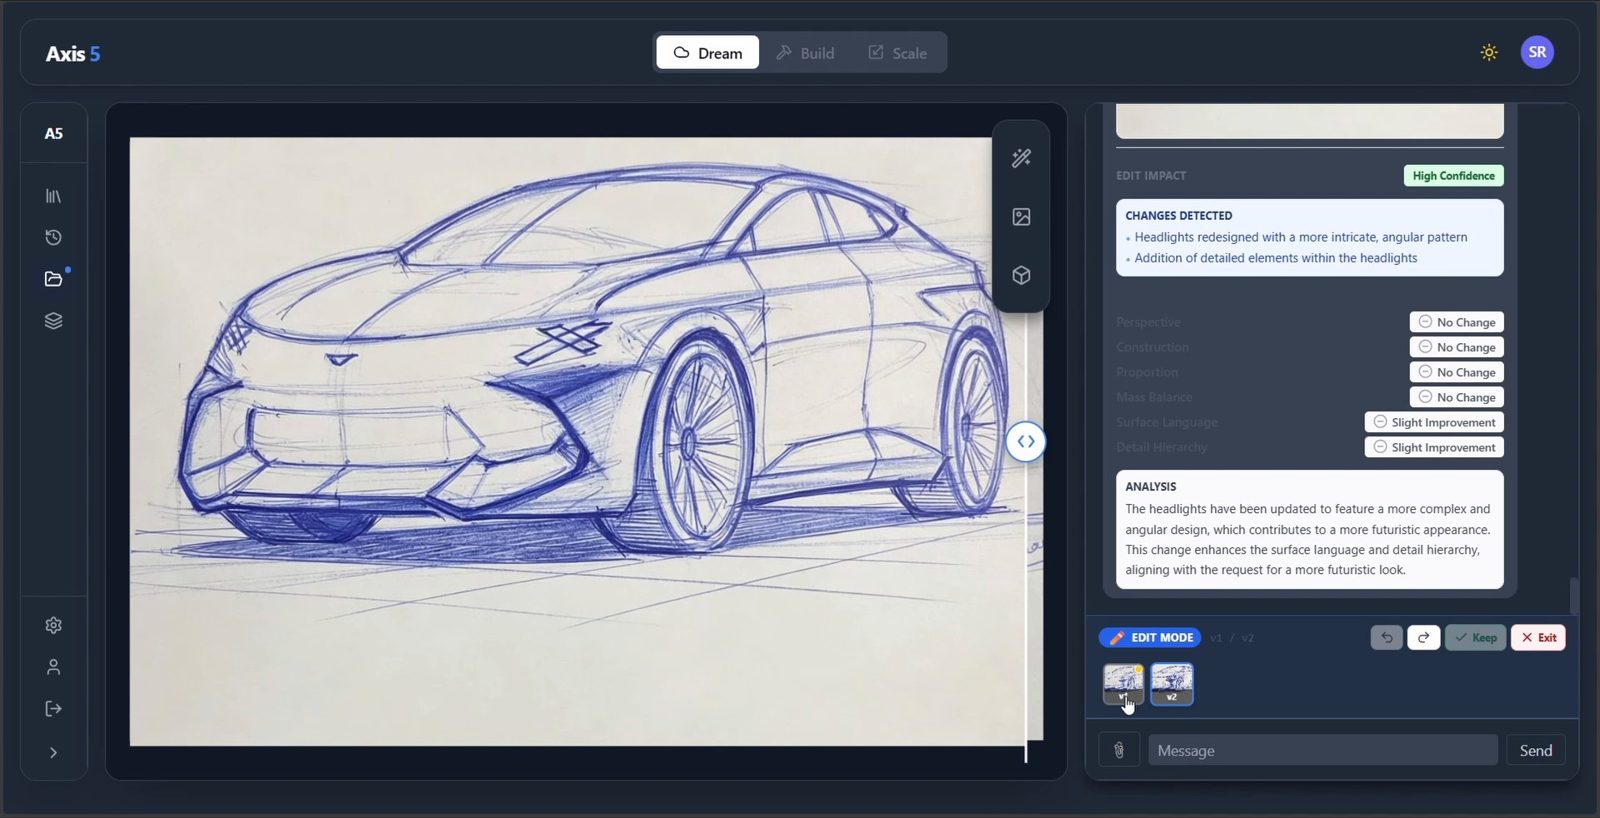 Axis 5
Dream
Build
Scale
SR
A5
EDIT IMPACT
High Confidence
CHANGES DETECTED
• Headlights redesigned with a more intricate, angular pattern
• Addition of detailed elements within the headlights
Perspective
No Change
Construction
No Change
Proportion
No Change
Mass Balance
No Change
Surface Language
Slight Improvement
Detail Hierarchy
Slight Improvement
ANALYSIS
The headlights have been updated to feature a more complex and
angular design, which contributes to a more futuristic appearance.
This change enhances the surface language and detail hierarchy,
aligning with the request for a more futuristic look.
EDIT MODE
v1 / v2
Keep
Exit
v1
v2
Message
Send